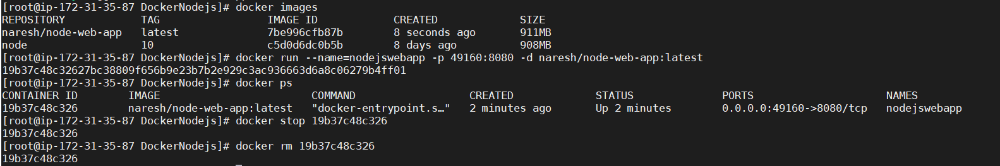 [root@ip-172-31-35-87 DockerNodejs]# docker images
REPOSITORY TAG IMAGE ID CREATED SIZE
naresh/node-web-app latest 7be996cfb87b 8 seconds ago 911MB
node 10 c5d0d6dc0b5b 8 days ago 908MB
[root@ip-172-31-35-87 DockerNodejs]# docker run --name=nodejswebapp -p 49160:8080 -d naresh/node-web-app:latest
19b37c48c32627bc38809f656b9e23b7b2e929c3ac936663d6a8c06279b4ff01
[root@ip-172-31-35-87 DockerNodejs]# docker ps
CONTAINER ID IMAGE COMMAND CREATED STATUS PORTS NAMES
19b37c48c326 naresh/node-web-app:latest "docker-entrypoint.s…" 2 minutes ago Up 2 minutes 0.0.0.0:49160->8080/tcp nodejswebapp
[root@ip-172-31-35-87 DockerNodejs]# docker stop 19b37c48c326
19b37c48c326
[root@ip-172-31-35-87 DockerNodejs]# docker rm 19b37c48c326
19b37c48c326